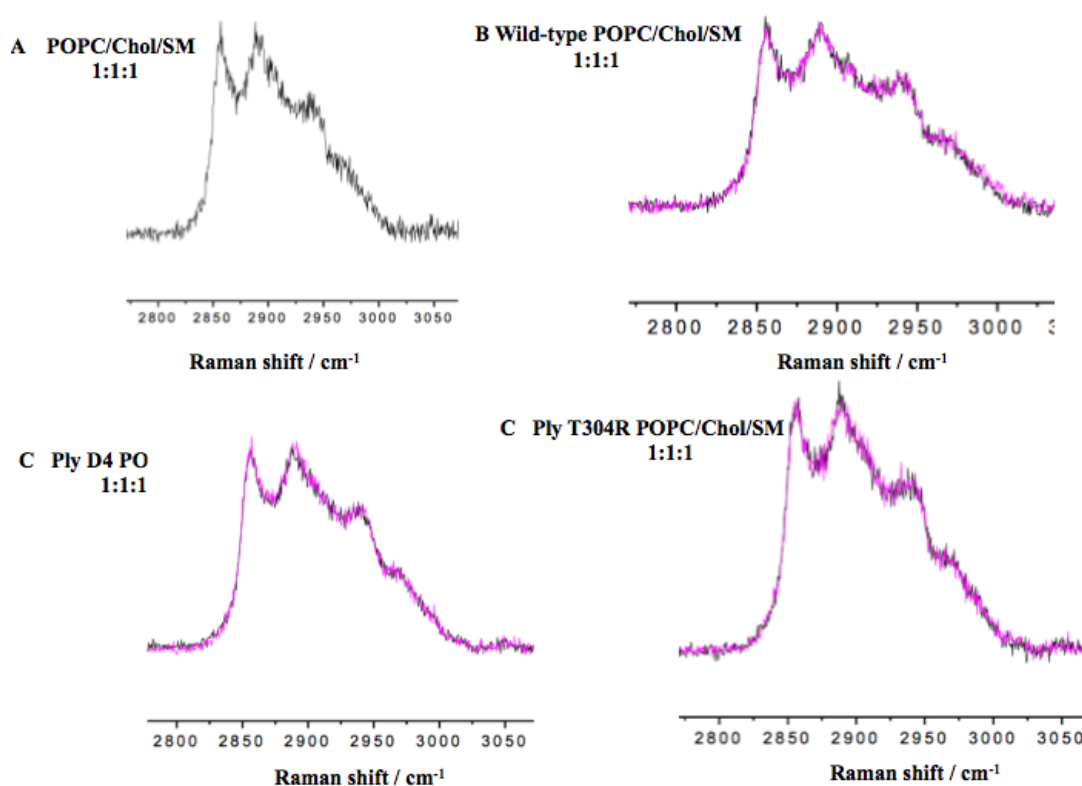 A POPC/Chol/SM
1:1:1
2800 2850 2900 2950 3000 3050
Raman shift / cm-1
B Wild-type POPC/Chol/SM
1:1:1
2800 2850 2900 2950 3000
Raman shift / cm-1
C Ply D4 PO
1:1:1
2800 2850 2900 2950 3000 3050
Raman shift / cm-1
C Ply T304R POPC/Chol/SM
1:1:1
2800 2850 2900 2950 3000 3050
Raman shift / cm-1